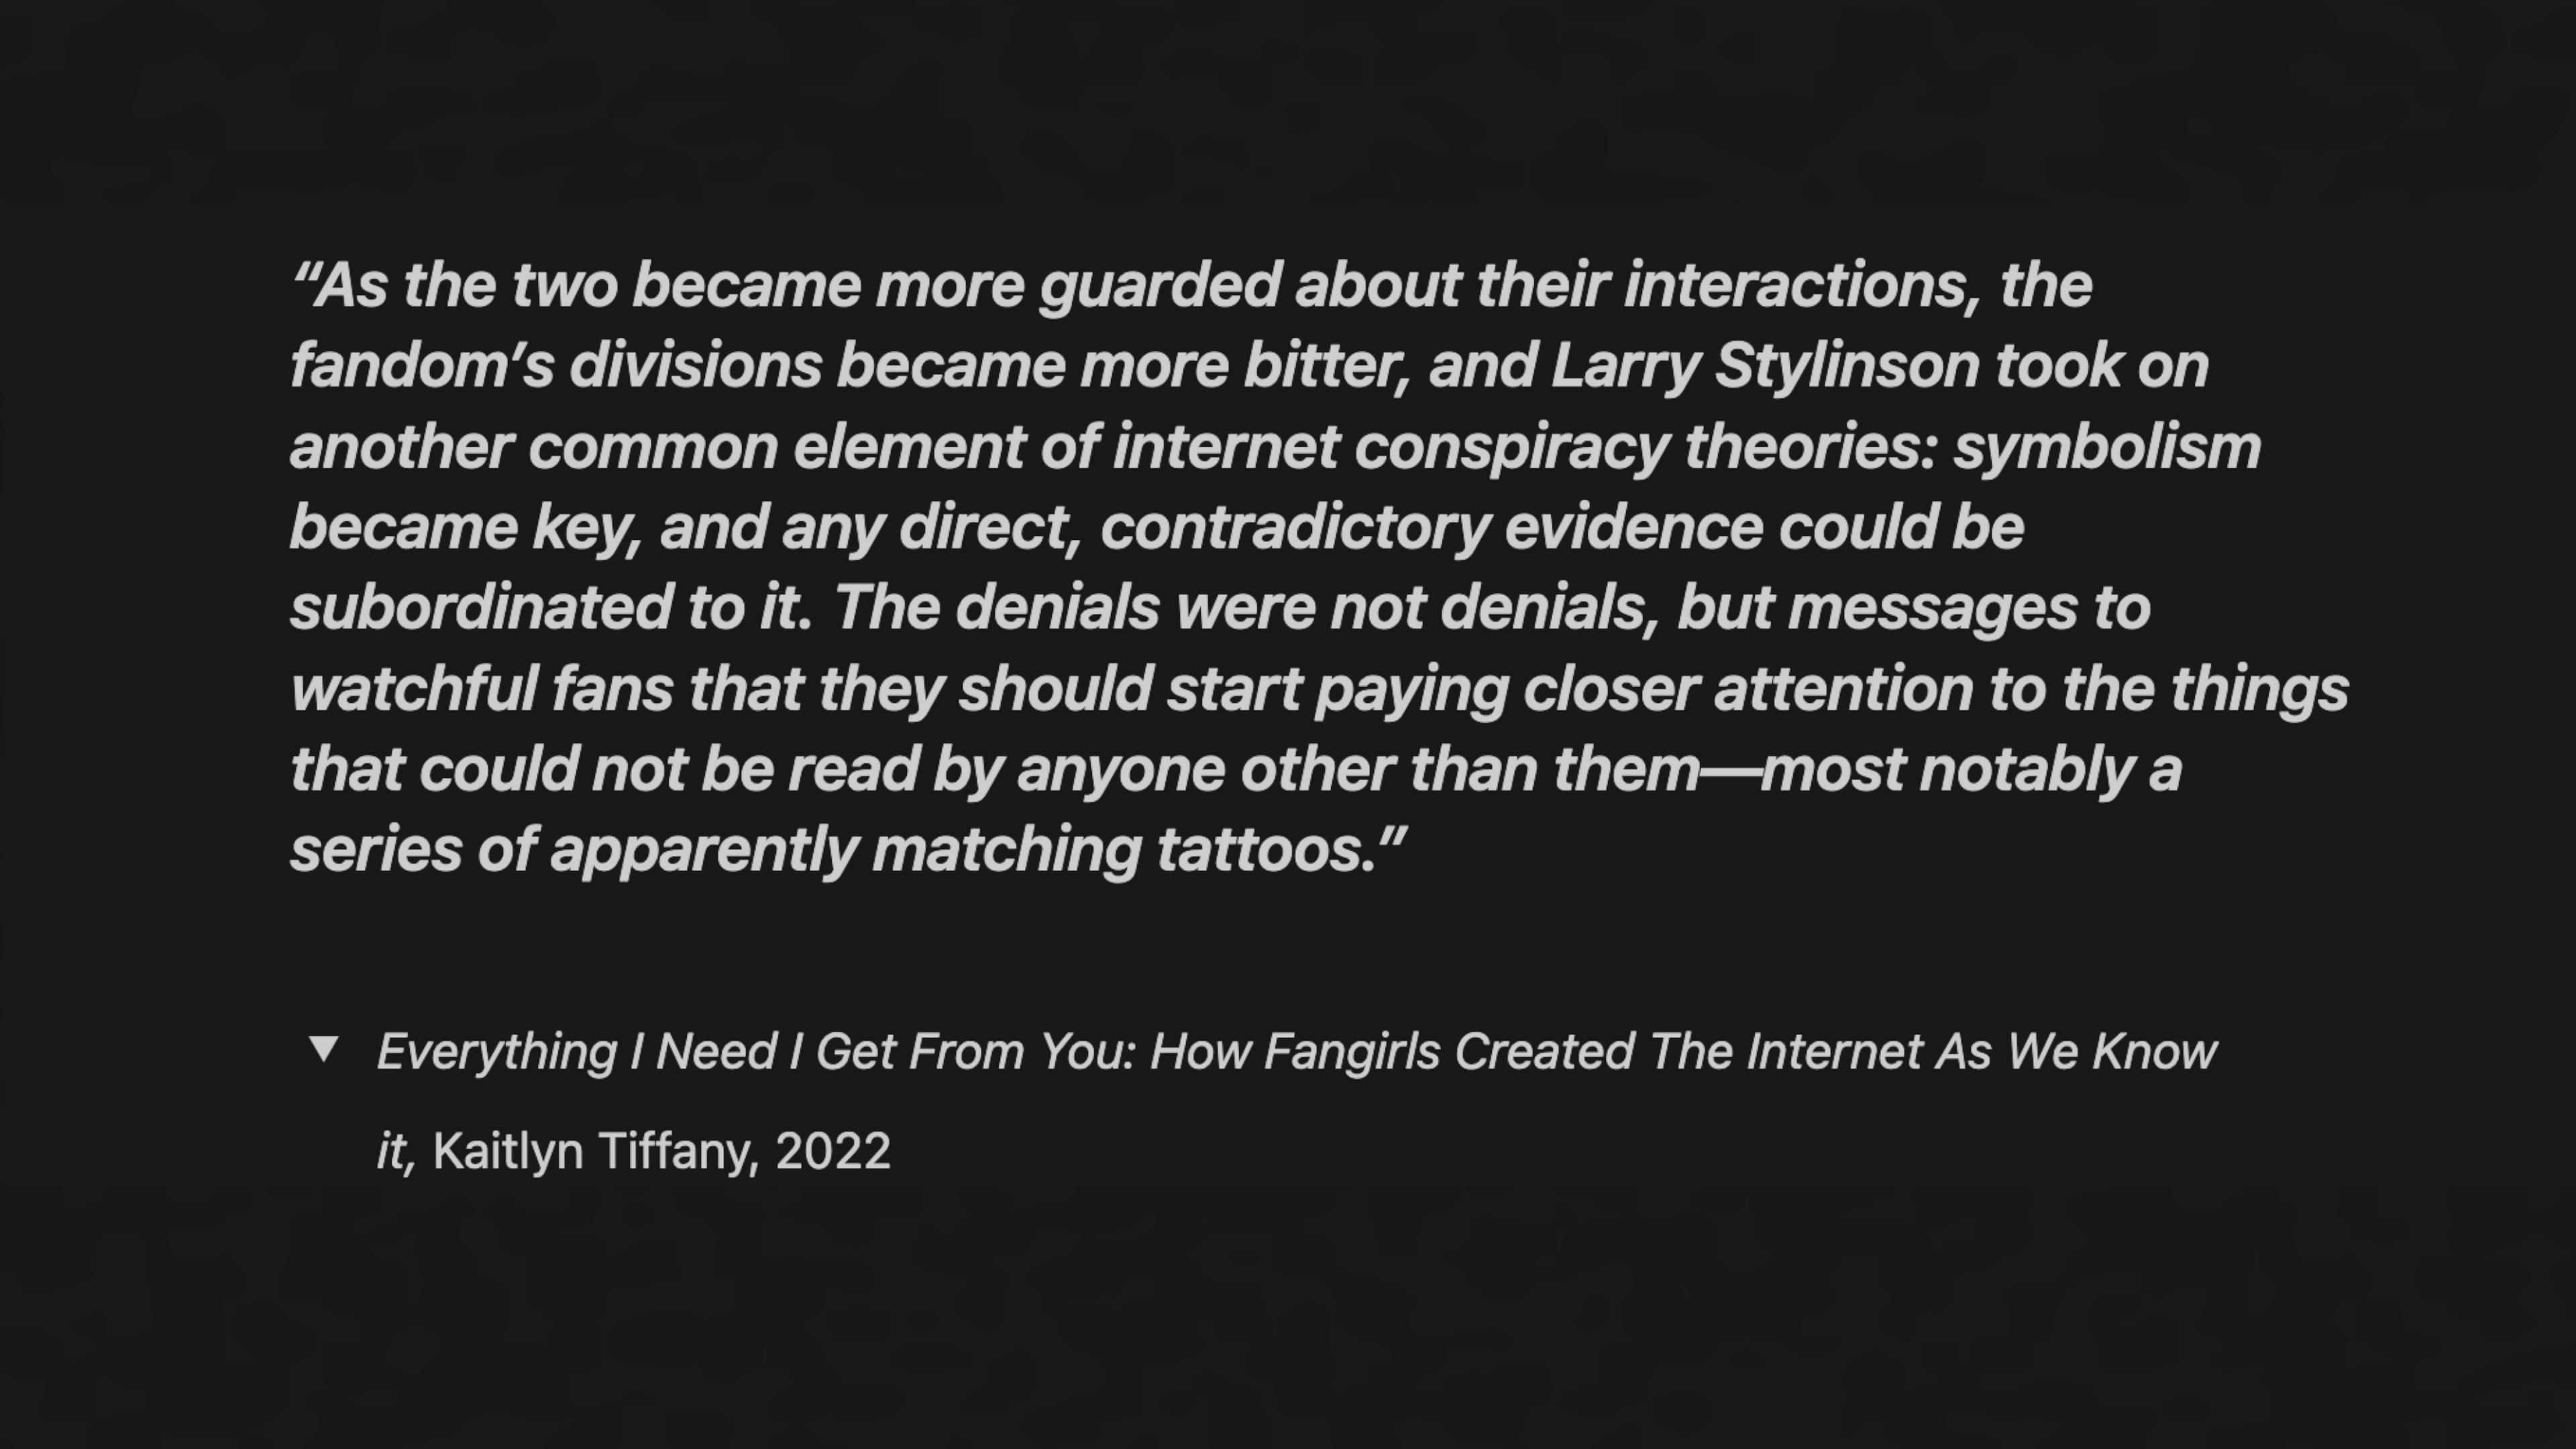 “As the two became more guarded about their interactions, the
fandom’s divisions became more bitter, and Larry Stylinson took on
another common element of internet conspiracy theories: symbolism
became key, and any direct, contradictory evidence could be
subordinated to it. The denials were not denials, but messages to
watchful fans that they should start paying closer attention to the things
that could not be read by anyone other than them—most notably a
series of apparently matching tattoos.”
▼ Everything I Need I Get From You: How Fangirls Created The Internet As We Know
it, Kaitlyn Tiffany, 2022